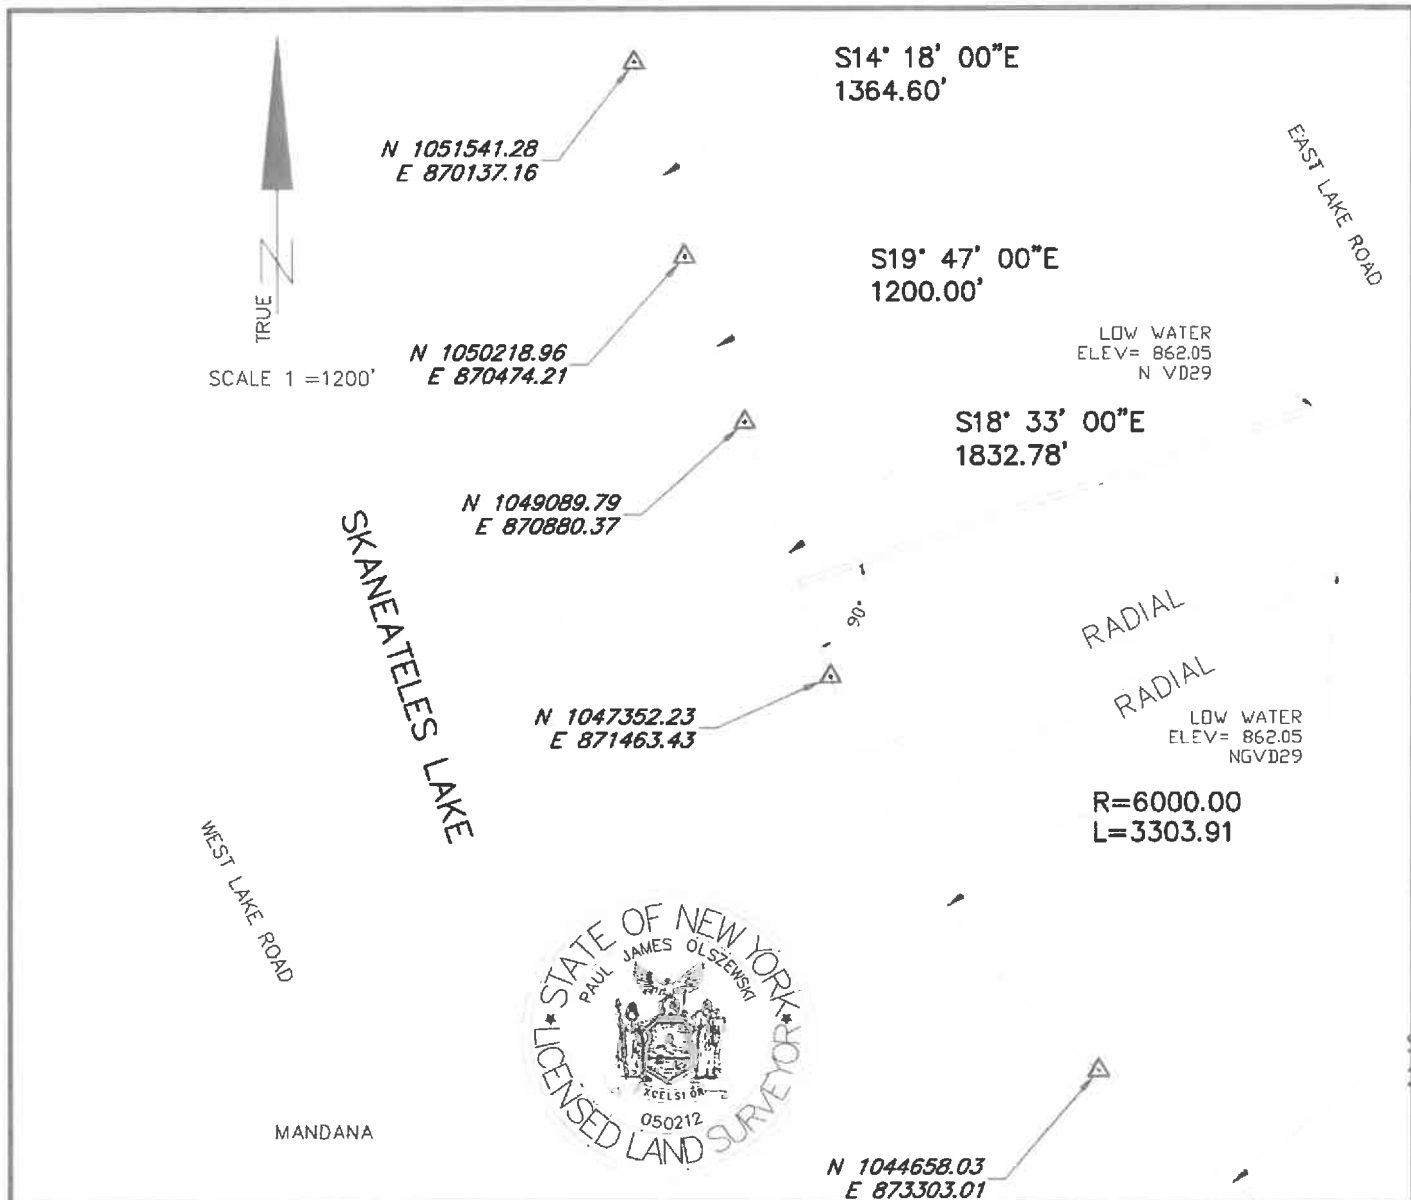 S14° 18' 00"E
1364.60'
N 1051541.28
E 870137.16
EAST LAKE ROAD
TRUE
N
SCALE 1 =1200'
S19° 47' 00"E
1200.00'
N 1050218.96
E 870474.21
LOW WATER
ELEV= 862.05
N VD29
S18° 33' 00"E
1832.78'
N 1049089.79
E 870880.37
SKANEATELES LAKE
90°
RADIAL
RADIAL
N 1047352.23
E 871463.43
LOW WATER
ELEV= 862.05
NGVD29
R=6000.00
L=3303.91
WEST LAKE ROAD
STATE OF NEW YORK
PAUL JAMES OLSZEWSKI
XCELSIOR
050212
LICENSED LAND SURVEYOR
MANDANA
N 1044658.03
E 873303.01